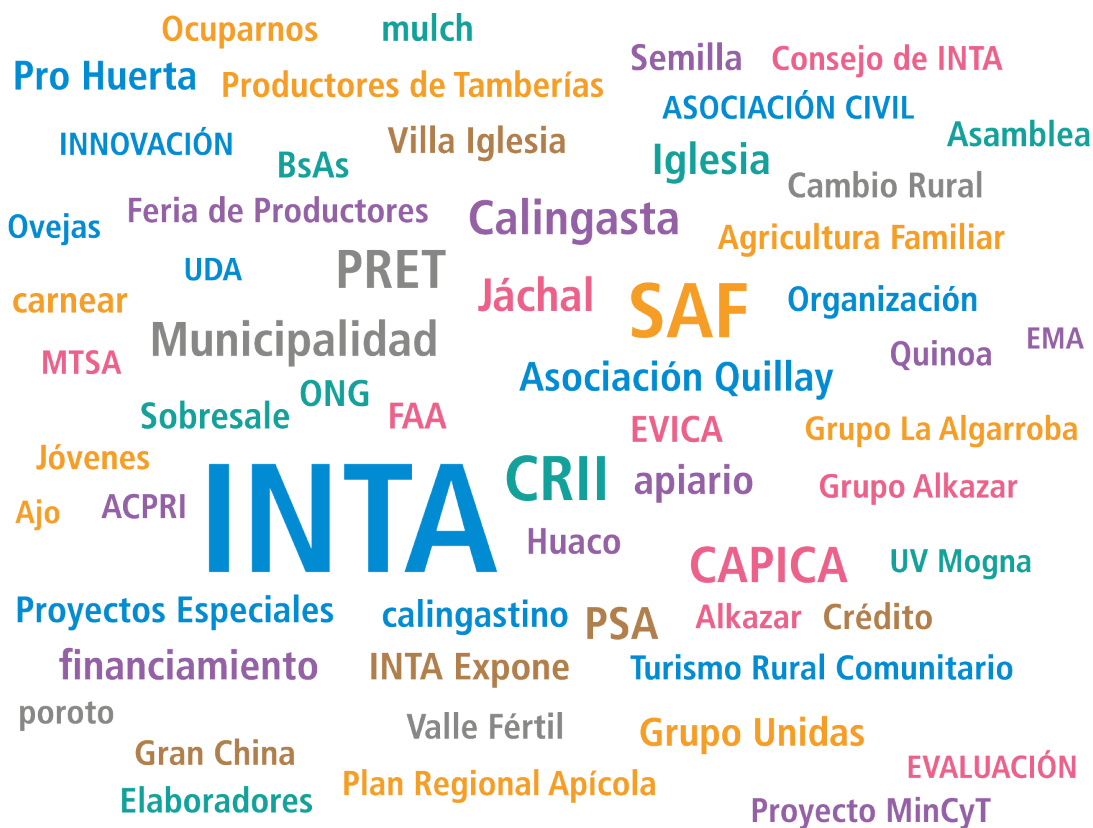 Ocuparnos
mulch
Semilla
Consejo de INTA
Pro Huerta
Productores de Tamberías
ASOCIACIÓN CIVIL
INNOVACIÓN
Villa Iglesia
Asamblea
BsAs
Iglesia
Cambio Rural
Ovejas
Feria de Productores
Calingasta
Agricultura Familiar
UDA
PRET
carnear
Jáchal
SAF
Organización
Municipalidad
EMA
MTSA
Quinoa
Asociación Quillay
ONG
Sobresale
FAA
EVICA
Grupo La Algarroba
Jóvenes
INTA
CRII
apiario
Grupo Alkazar
Ajo
ACPRI
Huaco
CAPICA
UV Mogna
Proyectos Especiales
calingastino
PSA
Alkazar
Crédito
financiamiento
INTA Expone
Turismo Rural Comunitario
poroto
Valle Fértil
Grupo Unidas
Gran China
EVALUACIÓN
Plan Regional Apícola
Elaboradores
Proyecto MinCyT